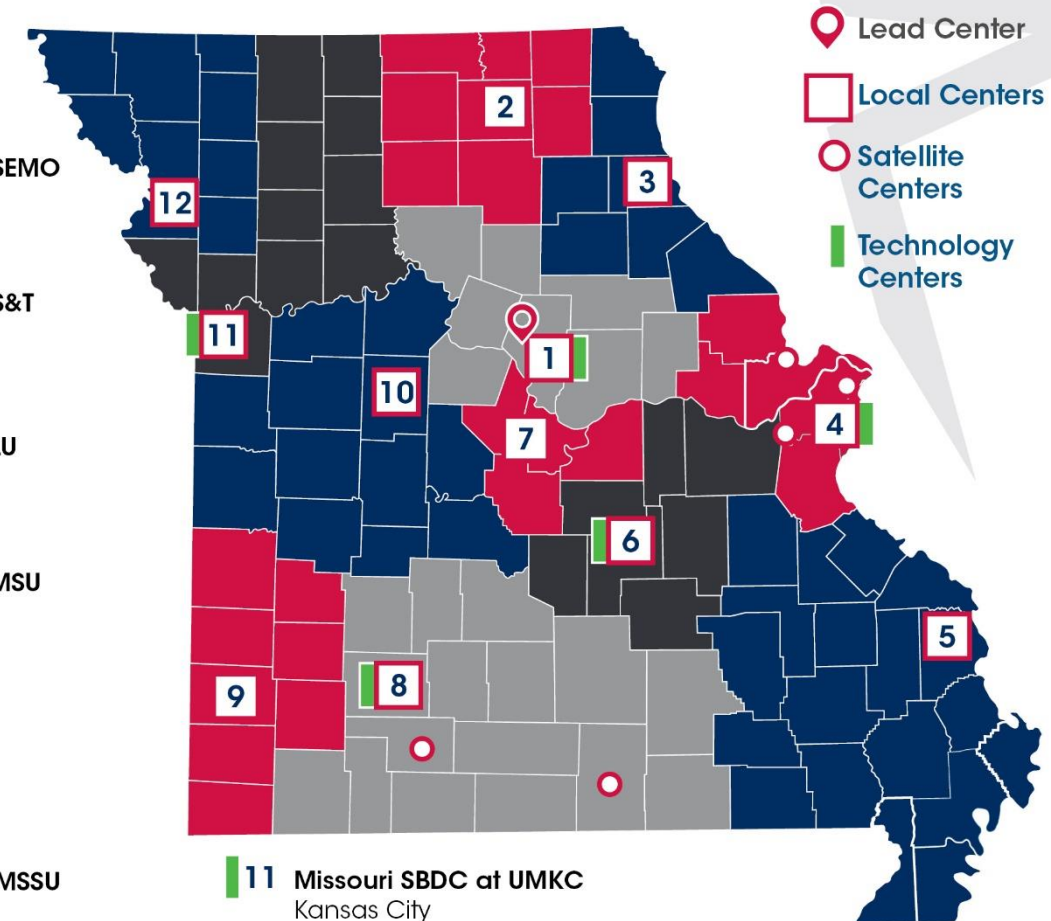 Lead Center
Local Centers
Satellite
Centers
Technology
Centers
SEMO
S&T
MSU
MSSU
2
3
12
11
1
10
7
4
6
5
8
9
11 Missouri SBDC at UMKC
Kansas City